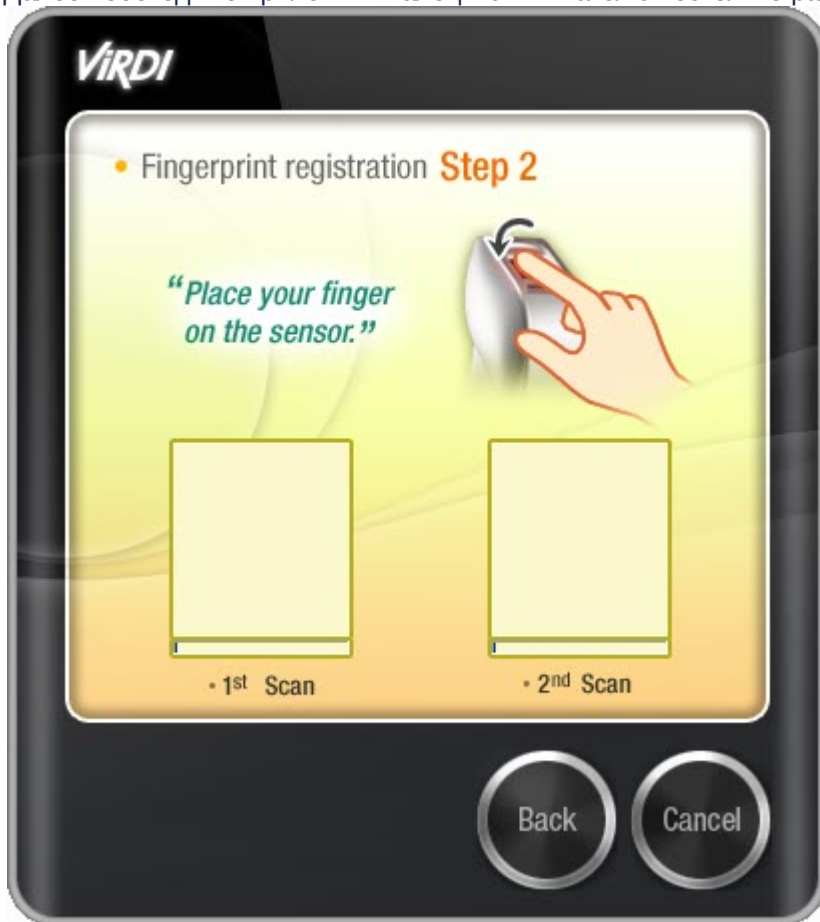 ViRDI
• Fingerprint registration Step 2
“Place your finger
on the sensor.”
• 1st Scan
• 2nd Scan
Back
Cancel